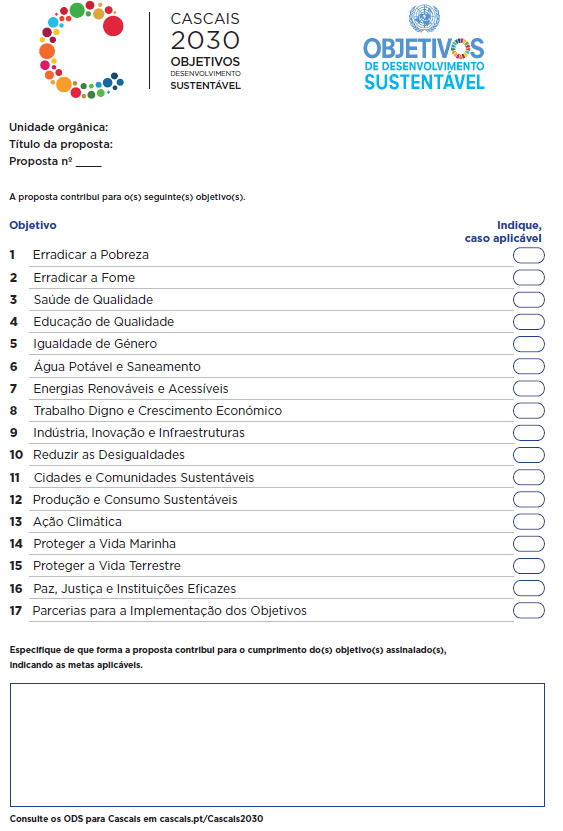 CASCAIS
2030
OBJETIVOS
DESENVOLVIMENTO
SUSTENTÁVEL
OBJETIVOS
DE DESENVOLVIMENTO
SUSTENTÁVEL
Unidade orgânica:
Título da proposta:
Proposta nº ____
A proposta contribui para o(s) seguinte(s) objetivo(s).
Objetivo
Indique,
caso aplicável
1 Erradicar a Pobreza
2 Erradicar a Fome
3 Saúde de Qualidade
4 Educação de Qualidade
5 Igualdade de Género
6 Água Potável e Saneamento
7 Energias Renováveis e Acessíveis
8 Trabalho Digno e Crescimento Económico
9 Indústria, Inovação e Infraestruturas
10 Reduzir as Desigualdades
11 Cidades e Comunidades Sustentáveis
12 Produção e Consumo Sustentáveis
13 Ação Climática
14 Proteger a Vida Marinha
15 Proteger a Vida Terrestre
16 Paz, Justiça e Instituições Eficazes
17 Parcerias para a Implementação dos Objetivos
Especifique de que forma a proposta contribui para o cumprimento do(s) objetivo(s) assinalado(s),
indicando as metas aplicáveis.
Consulte os ODS para Cascais em cascais.pt/Cascais2030